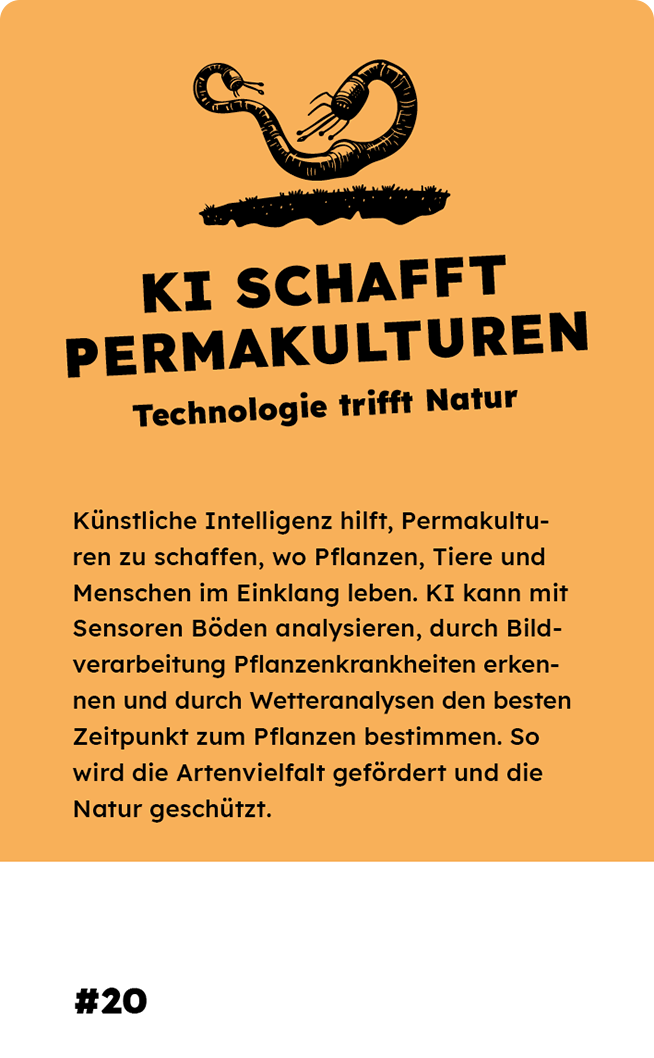 KI SCHAFFT
PERMAKULTUREN
Technologie trifft Natur
Künstliche Intelligenz hilft, Permakultu-
ren zu schaffen, wo Pflanzen, Tiere und
Menschen im Einklang leben. KI kann mit
Sensoren Böden analysieren, durch Bild-
verarbeitung Pflanzenkrankheiten erken-
nen und durch Wetteranalysen den besten
Zeitpunkt zum Pflanzen bestimmen. So
wird die Artenvielfalt gefördert und die
Natur geschützt.
#20